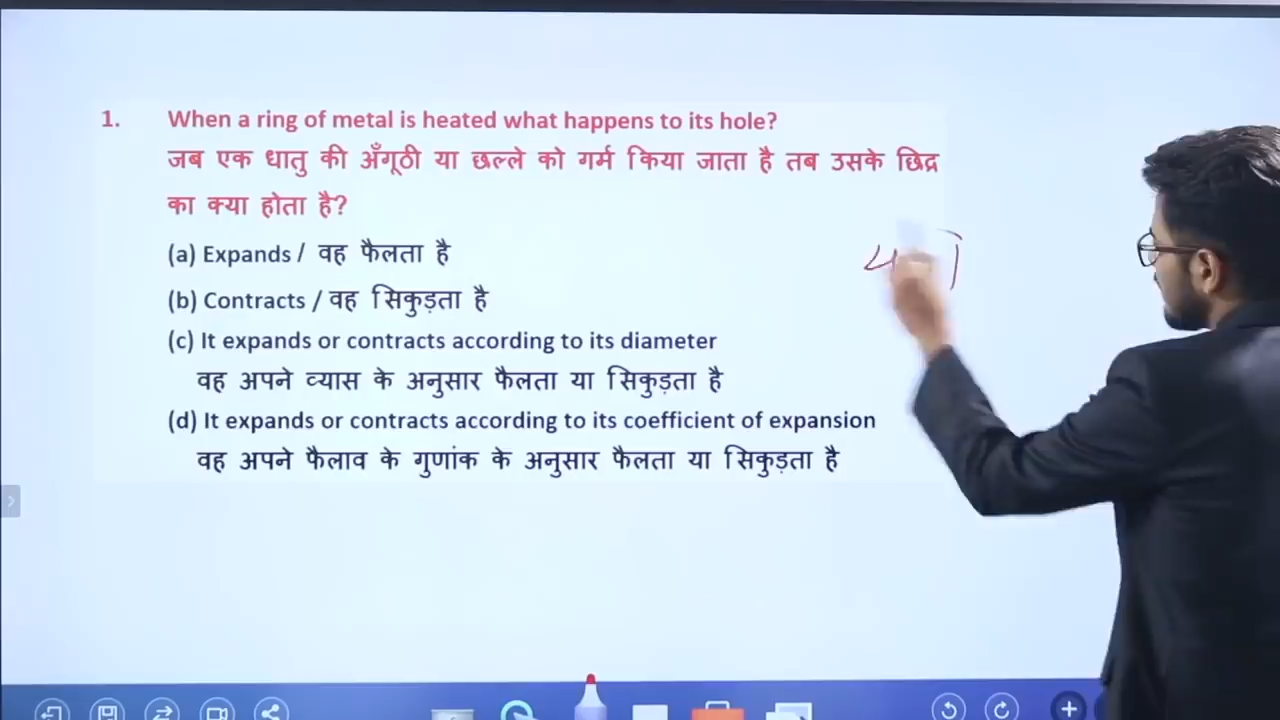 1. When a ring of metal is heated what happens to its hole?
जब एक धातु की अँगूठी या छल्ले को गर्म किया जाता है तब उसके छिद्र
का क्या होता है?
(a) Expands / वह फैलता है
(b) Contracts / वह सिकुड़ता है
(c) It expands or contracts according to its diameter
वह अपने व्यास के अनुसार फैलता या सिकुड़ता है
(d) It expands or contracts according to its coefficient of expansion
वह अपने फैलाव के गुणांक के अनुसार फैलता या सिकुड़ता है